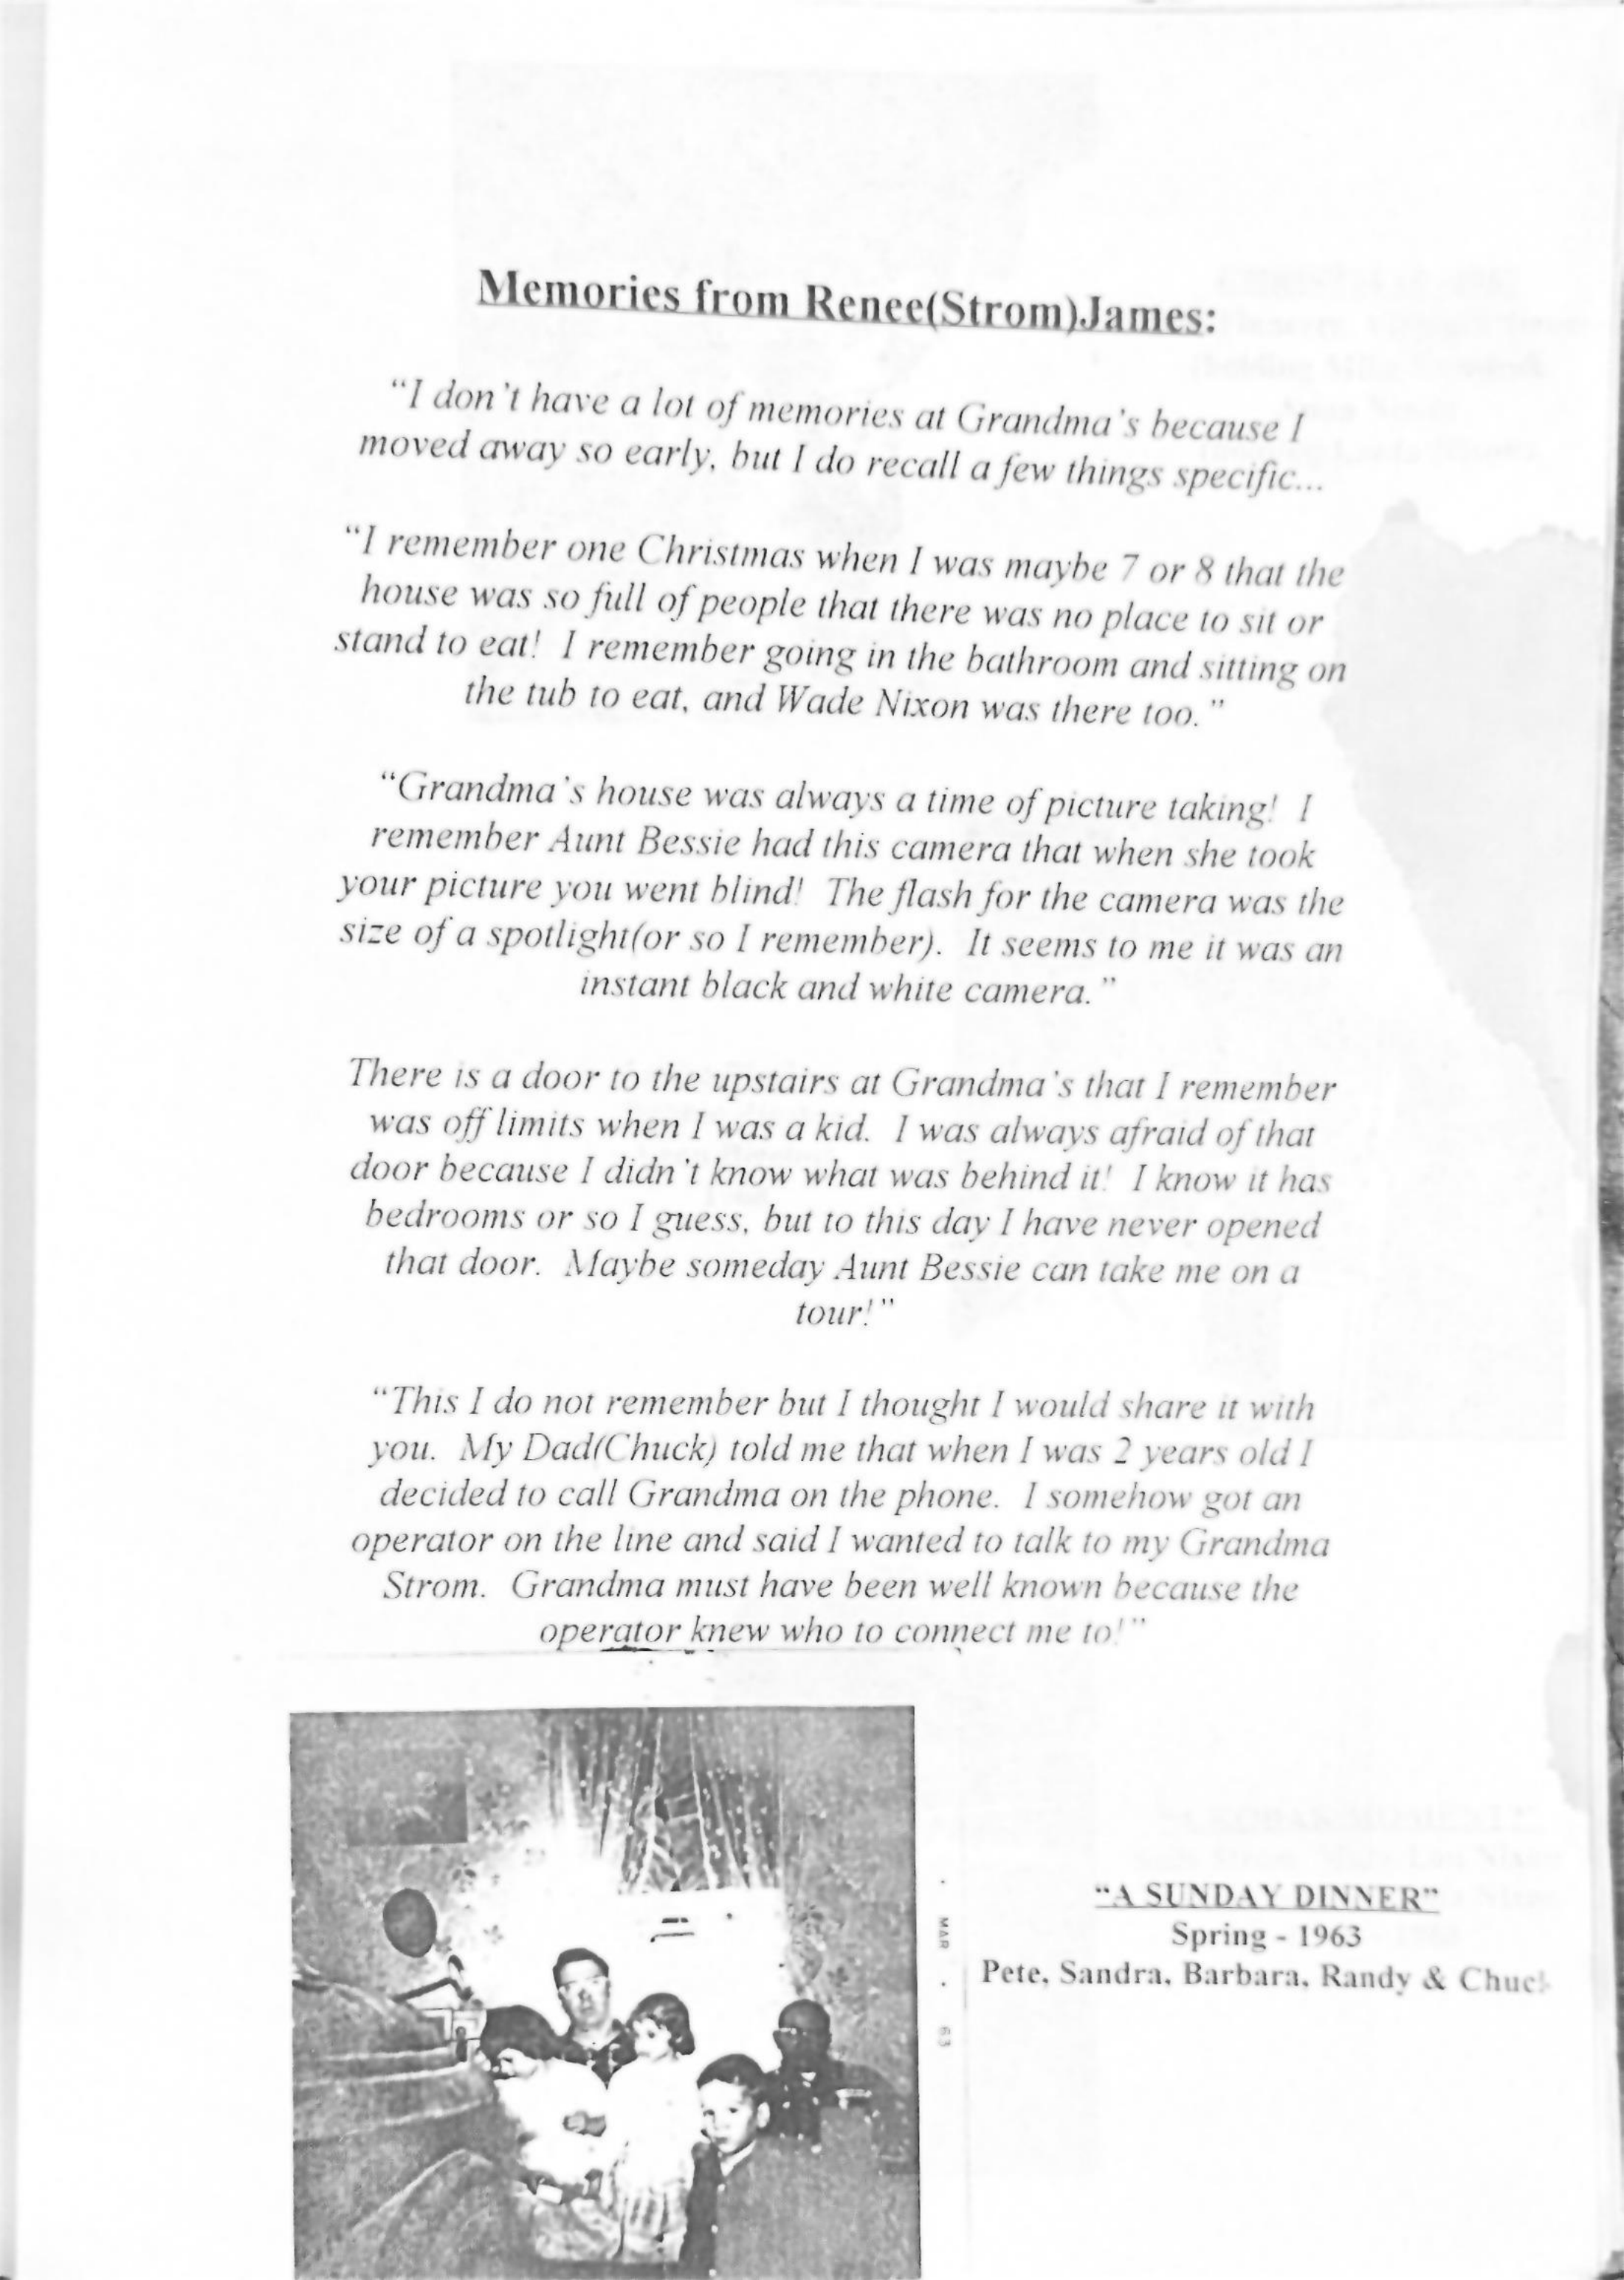 Memories from Renee(Strom)James:
“I don't have a lot of memories at Grandma's because I
moved away so early, but I do recall a few things specific...
“I remember one Christmas when I was maybe 7 or 8 that the
house was so full of people that there was no place to sit or
stand to eat!  I remember going in the bathroom and sitting on
the tub to eat, and Wade Nixon was there too.”
“Grandma's house was always a time of picture taking!  I
remember Aunt Bessie had this camera that when she took
your picture you went blind!  The flash for the camera was the
size of a spotlight(or so I remember).  It seems to me it was an
instant black and white camera.”
There is a door to the upstairs at Grandma's that I remember
was off limits when I was a kid.  I was always afraid of that
door because I didn't know what was behind it!  I know it has
bedrooms or so I guess, but to this day I have never opened
that door.  Maybe someday Aunt Bessie can take me on a
tour!”
“This I do not remember but I thought I would share it with
you.  My Dad(Chuck) told me that when I was 2 years old I
decided to call Grandma on the phone.  I somehow got an
operator on the line and said I wanted to talk to my Grandma
Strom.  Grandma must have been well known because the
operator knew who to connect me to!”
MAR 63
“A SUNDAY DINNER”
Spring - 1963
Pete, Sandra, Barbara, Randy & Chuck